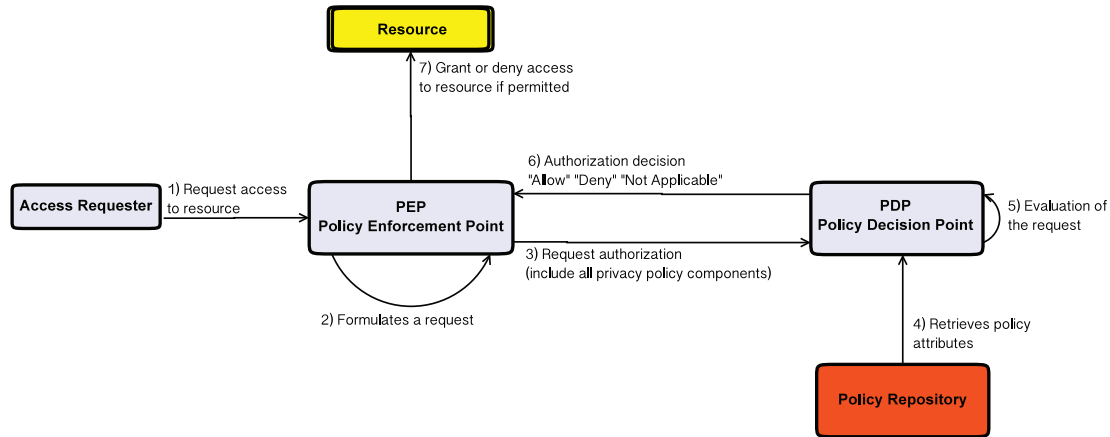 Resource
7) Grant or deny access
to resource if permitted
6) Authorization decision
"Allow" "Deny" "Not Applicable"
Access Requester
1) Request access
to resource
PEP
Policy Enforcement Point
PDP
Policy Decision Point
5) Evaluation of
the request
3) Request authorization
(include all privacy policy components)
2) Formulates a request
4) Retrieves policy
attributes
Policy Repository